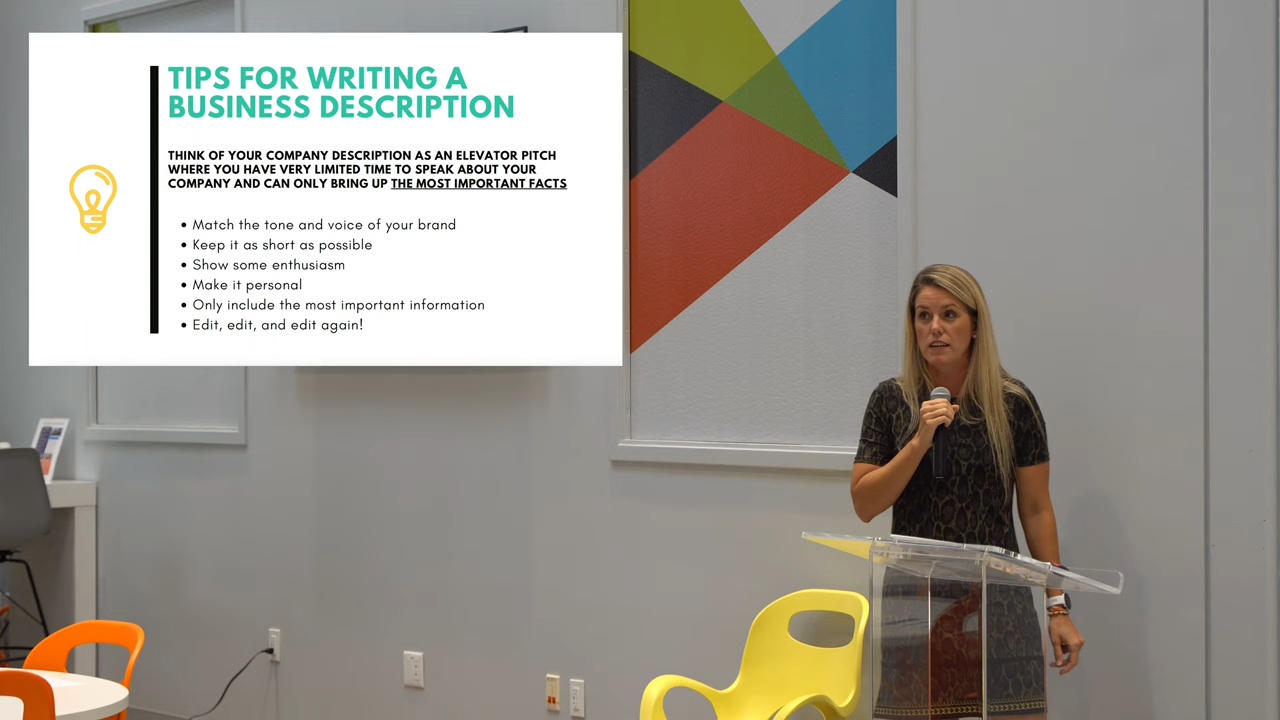 TIPS FOR WRITING A
BUSINESS DESCRIPTION
THINK OF YOUR COMPANY DESCRIPTION AS AN ELEVATOR PITCH
WHERE YOU HAVE VERY LIMITED TIME TO SPEAK ABOUT YOUR
COMPANY AND CAN ONLY BRING UP THE MOST IMPORTANT FACTS
• Match the tone and voice of your brand
• Keep it as short as possible
• Show some enthusiasm
• Make it personal
• Only include the most important information
• Edit, edit, and edit again!